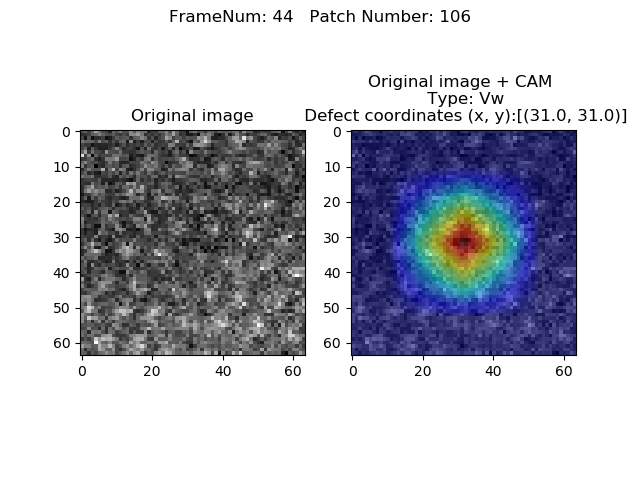 FrameNum: 44   Patch Number: 106
Original image
Original image + CAM
Type: Vw
Defect coordinates (x, y):[(31.0, 31.0)]
0
10
20
30
40
50
60
0 20 40 60
0
10
20
30
40
50
60
0 20 40 60